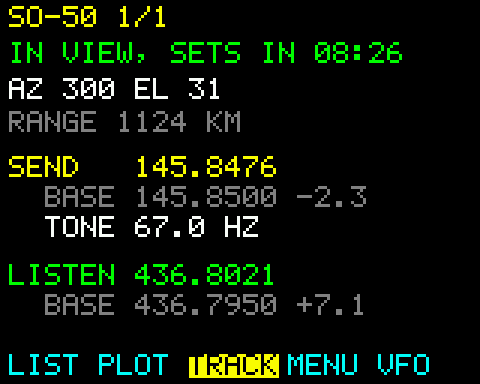 SO-50 1/1
IN VIEW, SETS IN 08:26
AZ 300 EL 31
RANGE 1124 KM
SEND 145.8476
BASE 145.8500 -2.3
TONE 67.0 HZ
LISTEN 436.8021
BASE 436.7950 +7.1
LIST PLOT TRACK MENU VFO